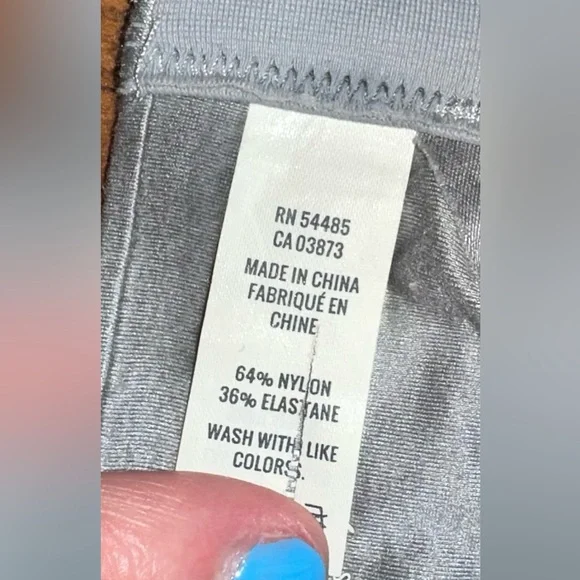 RN 54485
CA 03873
MADE IN CHINA
FABRIQUÉ EN
CHINE
64% NYLON
36% ELASTANE
WASH WITH LIKE
COLORS.